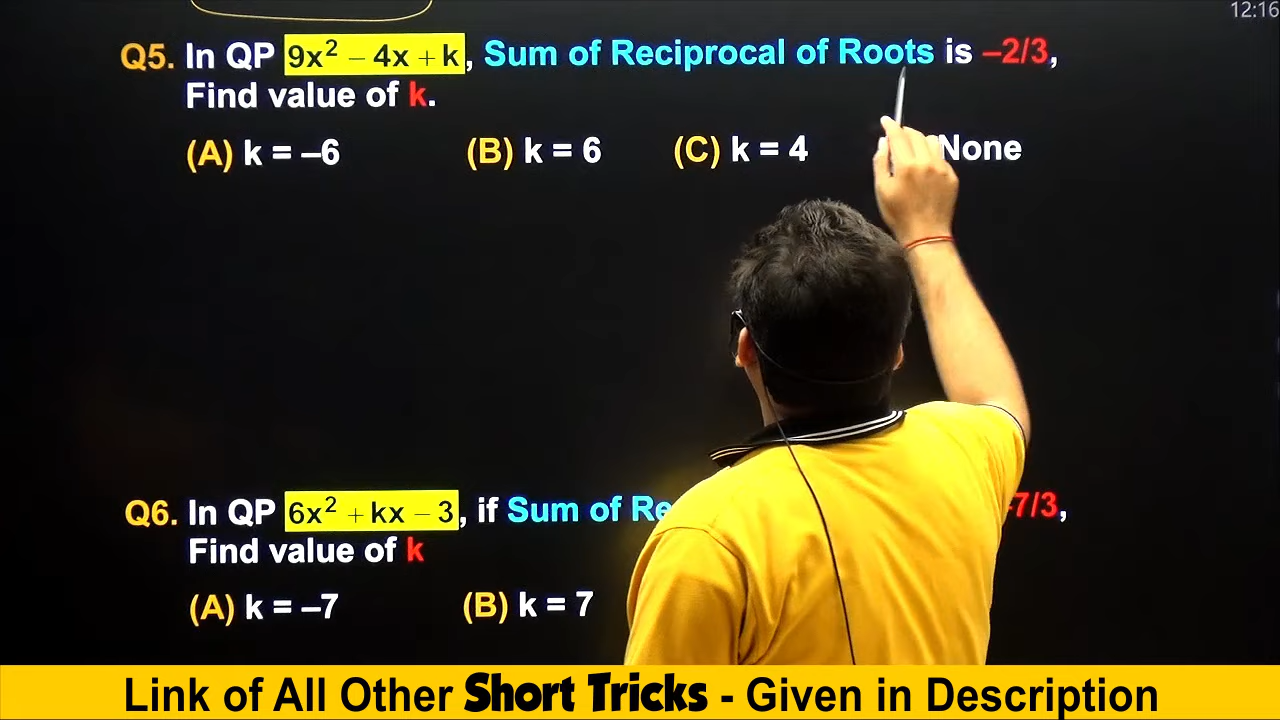 12:16
Q5. In QP 9x² – 4x + k, Sum of Reciprocal of Roots is –2/3,
Find value of k.
(A) k = –6 (B) k = 6 (C) k = 4 None
Q6. In QP 6x² + kx – 3, if Sum of 7/3,
Find value of k
(A) k = –7 (B) k = 7
Link of All Other Short Tricks - Given in Description